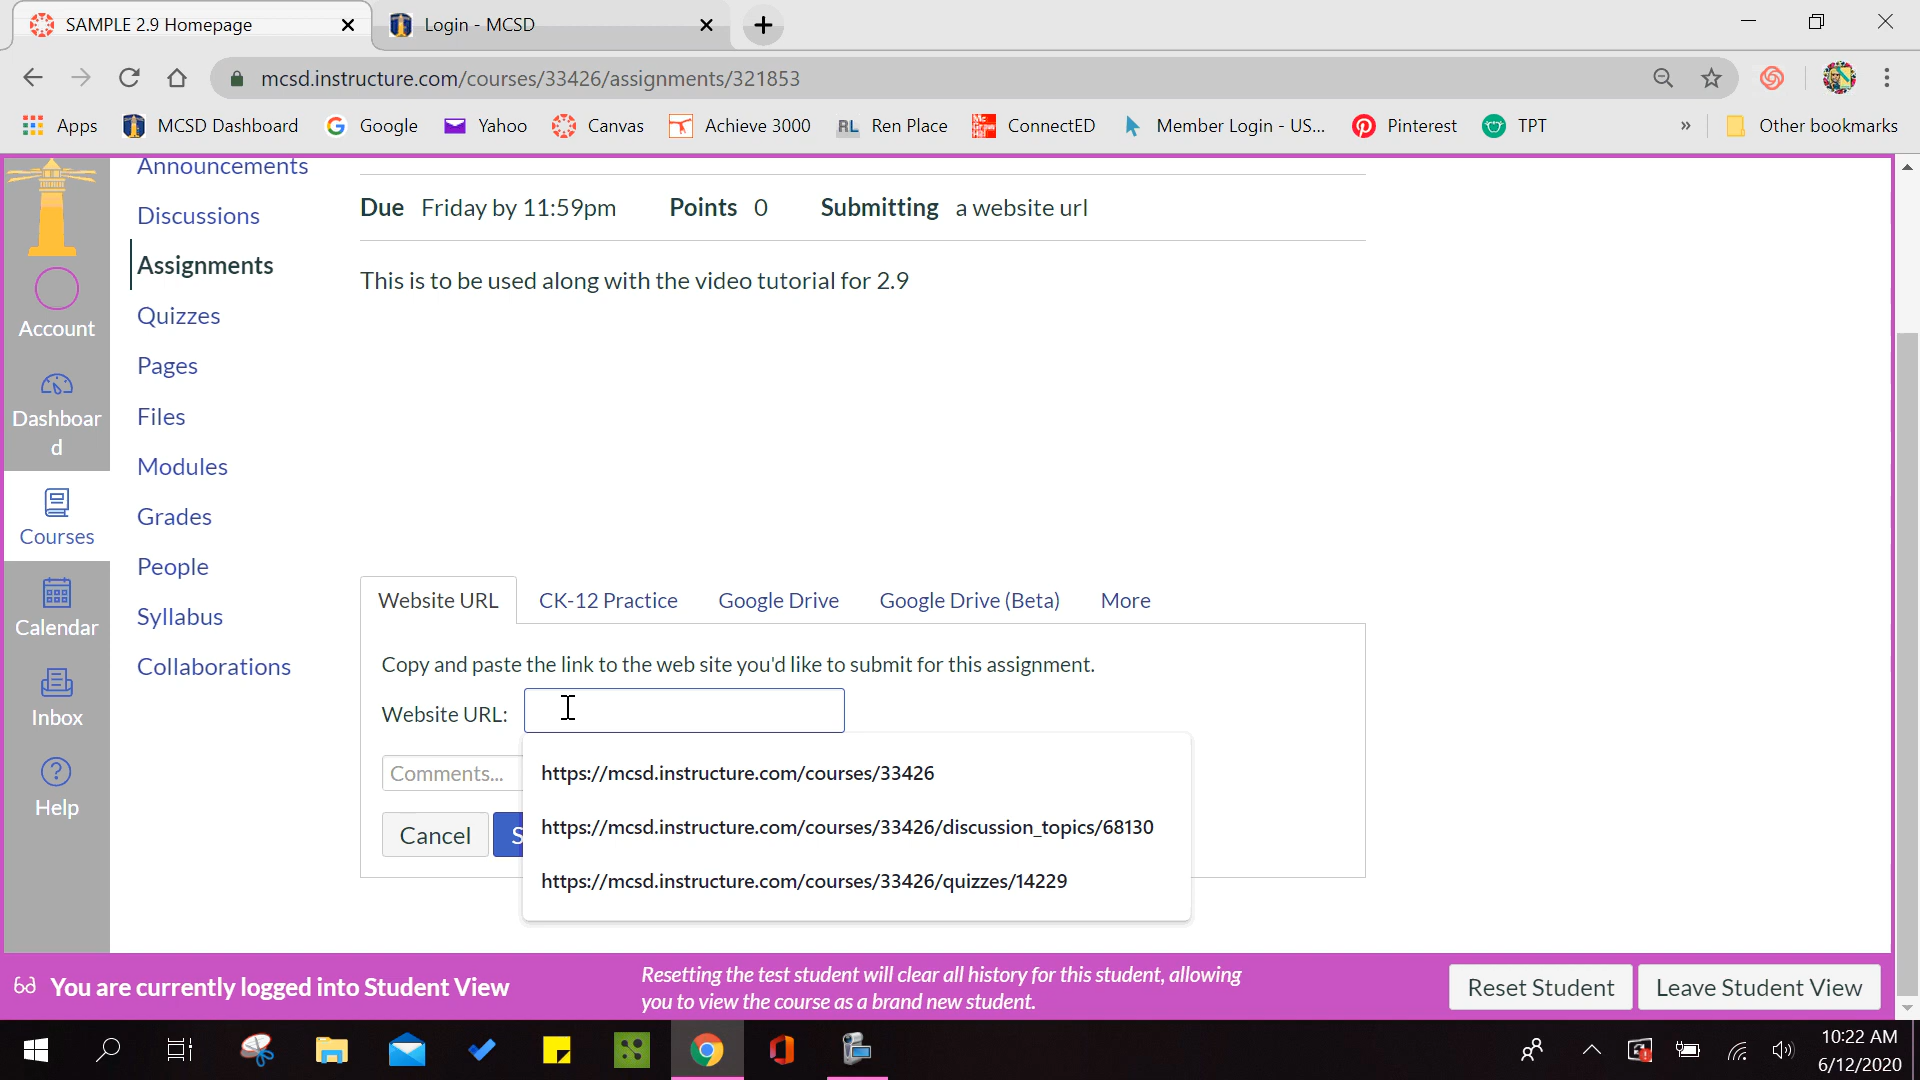 SAMPLE 2.9 Homepage
Login - MCSD
mcsd.instructure.com/courses/33426/assignments/321853
Apps
MCSD Dashboard
Google
Yahoo
Canvas
Achieve 3000
RL Ren Place
ConnectED
Member Login - US...
Pinterest
TPT
»
Other bookmarks
Account
Dashboar
d
Courses
Calendar
Inbox
Help
Announcements
Discussions
Assignments
Quizzes
Pages
Files
Modules
Grades
People
Syllabus
Collaborations
Due Friday by 11:59pm Points 0 Submitting a website url
This is to be used along with the video tutorial for 2.9
Website URL
CK-12 Practice
Google Drive
Google Drive (Beta)
More
Copy and paste the link to the web site you'd like to submit for this assignment.
Website URL:
Comments...
Cancel
S
https://mcsd.instructure.com/courses/33426
https://mcsd.instructure.com/courses/33426/discussion_topics/68130
https://mcsd.instructure.com/courses/33426/quizzes/14229
You are currently logged into Student View
Resetting the test student will clear all history for this student, allowing
you to view the course as a brand new student.
Reset Student
Leave Student View
10:22 AM
6/12/2020